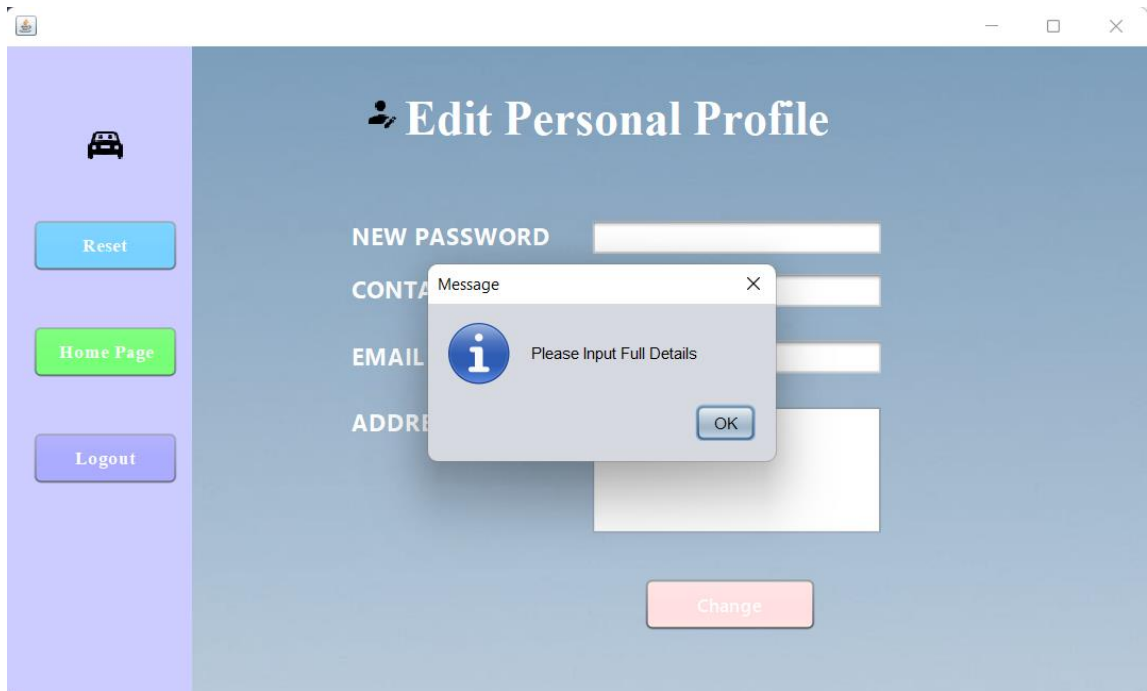 Edit Personal Profile
Reset
Home Page
Logout
NEW PASSWORD
CONTA
EMAIL
ADDRE
Message
Please Input Full Details
OK
Change